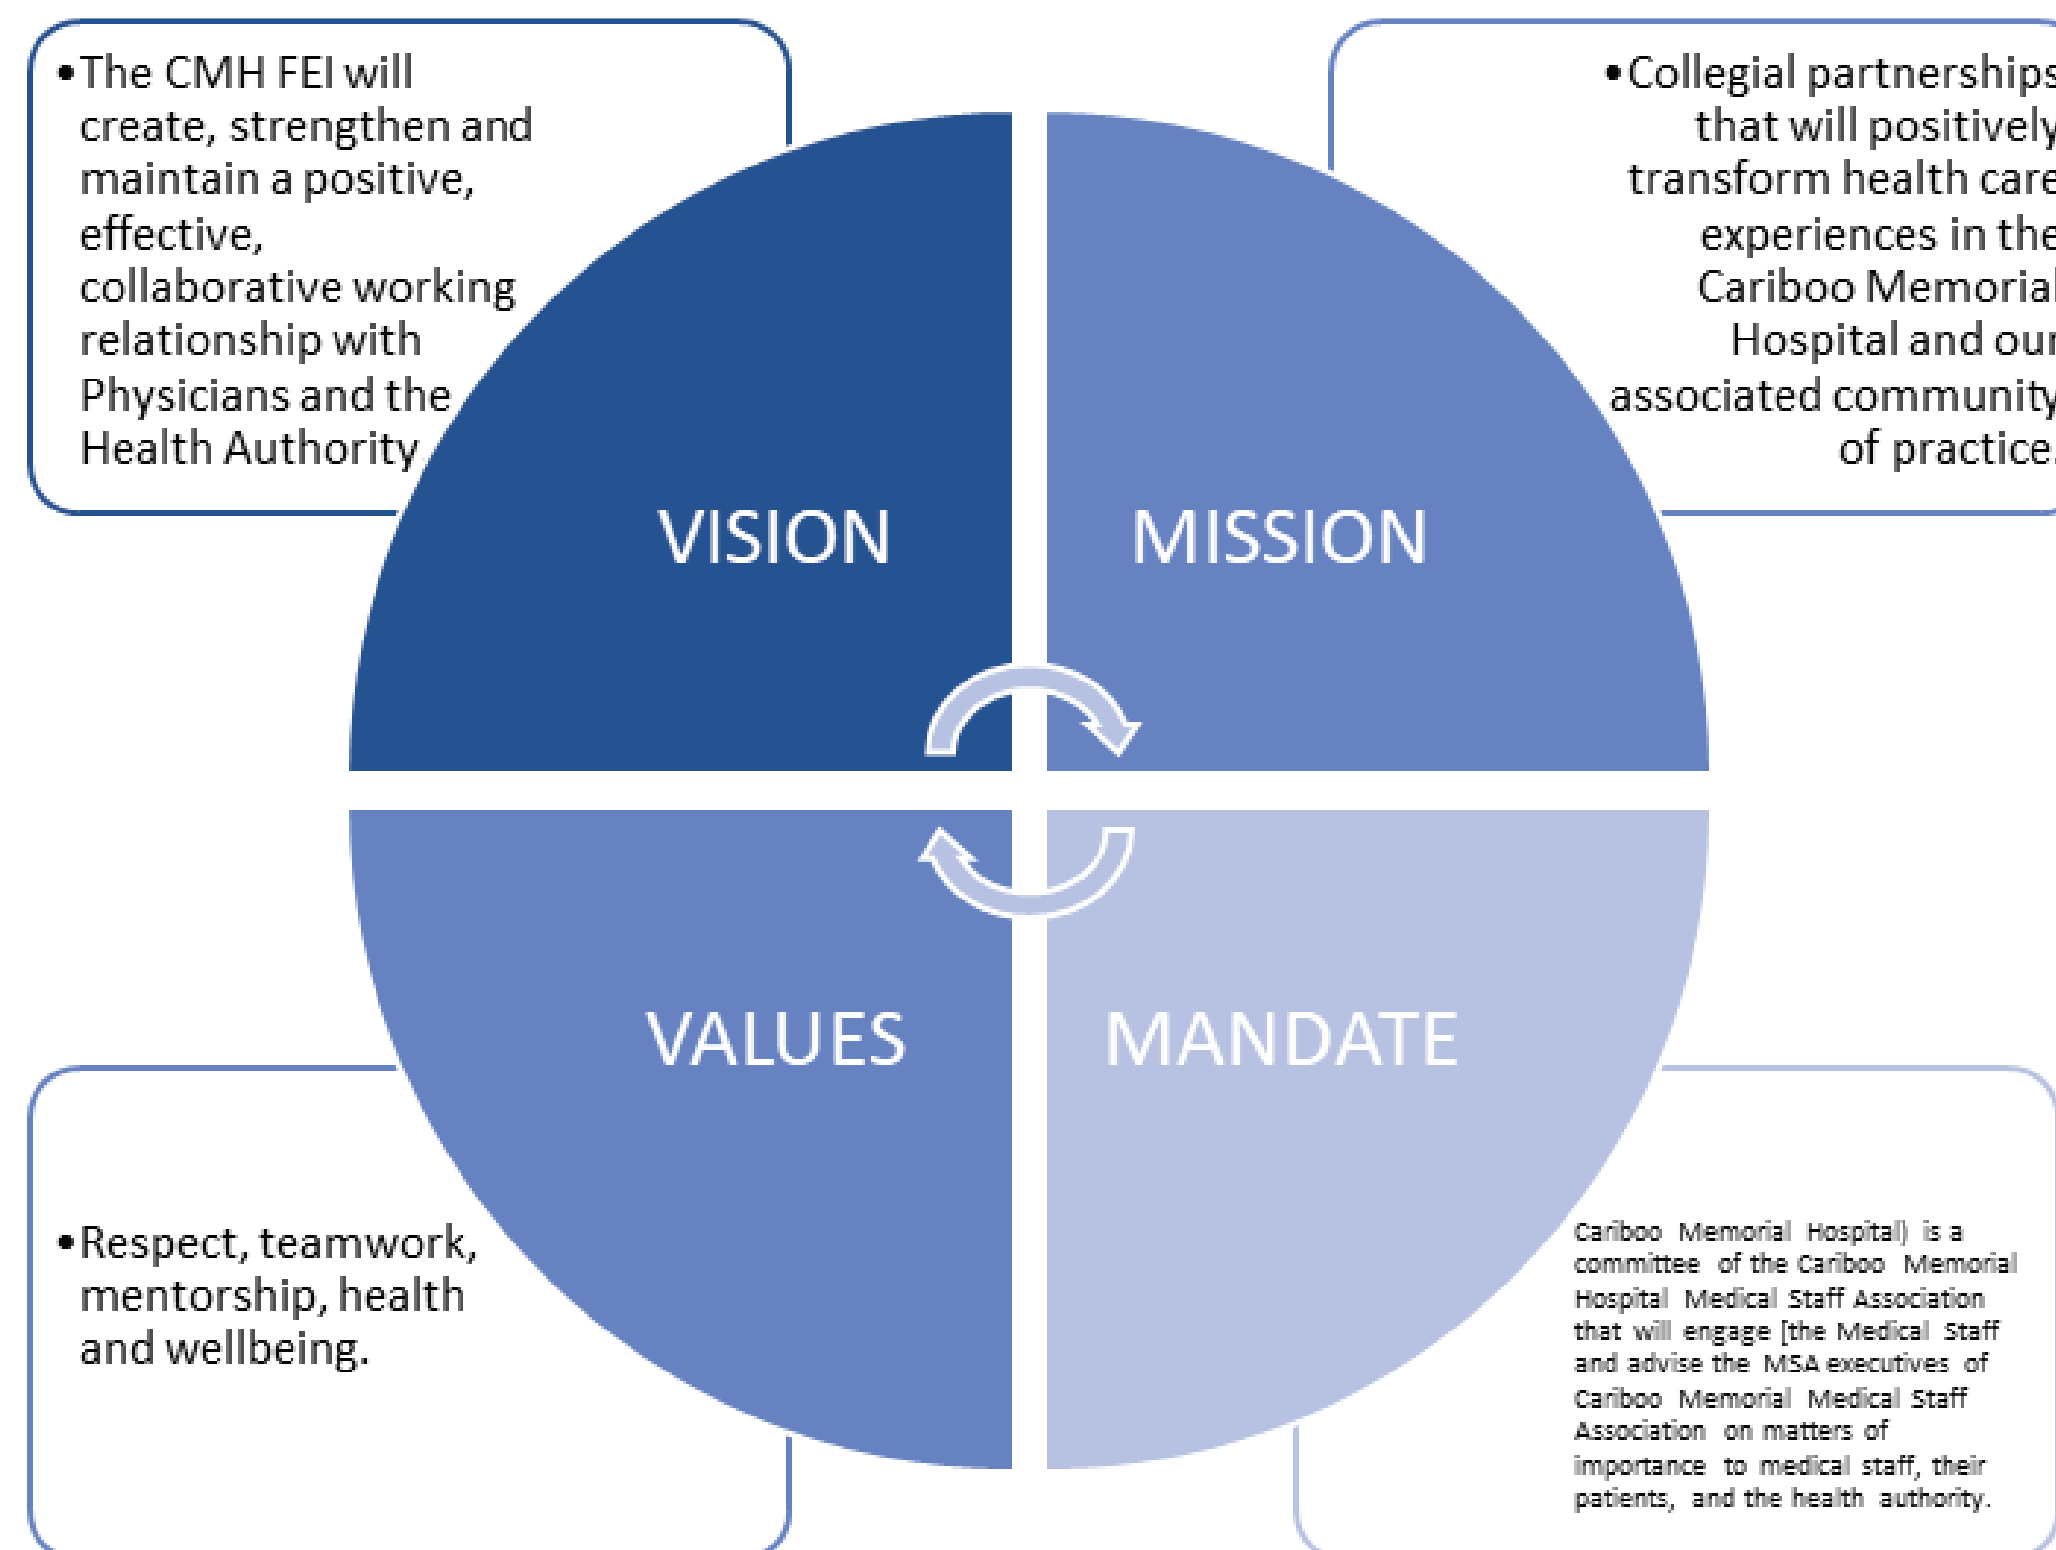 •The CMH FEI will
create, strengthen and
maintain a positive,
effective,
collaborative working
relationship with
Physicians and the
Health Authority
•Collegial partnerships
that will positively
transform health care
experiences in the
Cariboo Memorial
Hospital and our
associated community
of practice.
VISION
MISSION
VALUES
MANDATE
•Respect, teamwork,
mentorship, health
and wellbeing.
Cariboo Memorial Hospital) is a
committee of the Cariboo Memorial
Hospital Medical Staff Association
that will engage [the Medical Staff
and advise the MSA executives of
Cariboo Memorial Medical Staff
Association on matters of
importance to medical staff, their
patients, and the health authority.